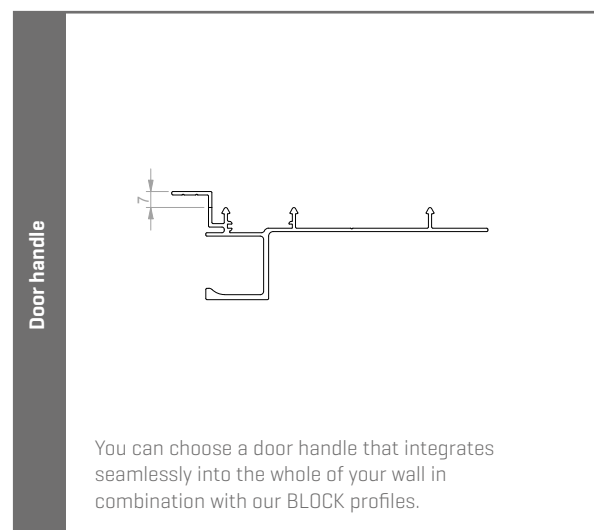 Door handle
7
You can choose a door handle that integrates
seamlessly into the whole of your wall in
combination with our BLOCK profiles.